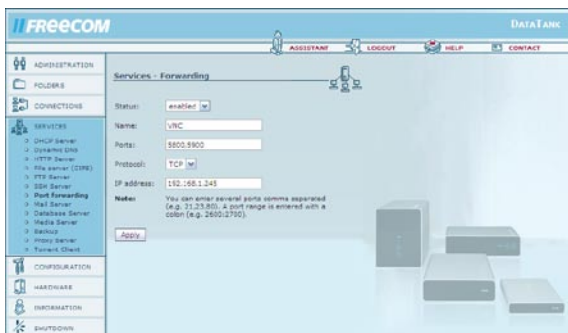 FREECOM
DATATANK
ASSISTANT
LOGOUT
HELP
CONTACT
ADMINISTRATION
FOLDERS
CONNECTIONS
SERVICES
DHCP Server
Dynamic DNS
HTTP Server
File server (CIFS)
FTP Server
SSH Server
Port forwarding
Mail Server
Database Server
Media Server
Backup
Proxy Server
Torrent Client
CONFIGURATION
HARDWARE
INFORMATION
SHUTDOWN
Services - Forwarding
Status: enabled
Name: VNC
Ports: 5800,5900
Protocol: TCP
IP address: 192.168.1.245
Note: You can enter several ports comma separated
(e.g. 21,23,80). A port range is entered with a
colon (e.g. 2600:2700).
Apply